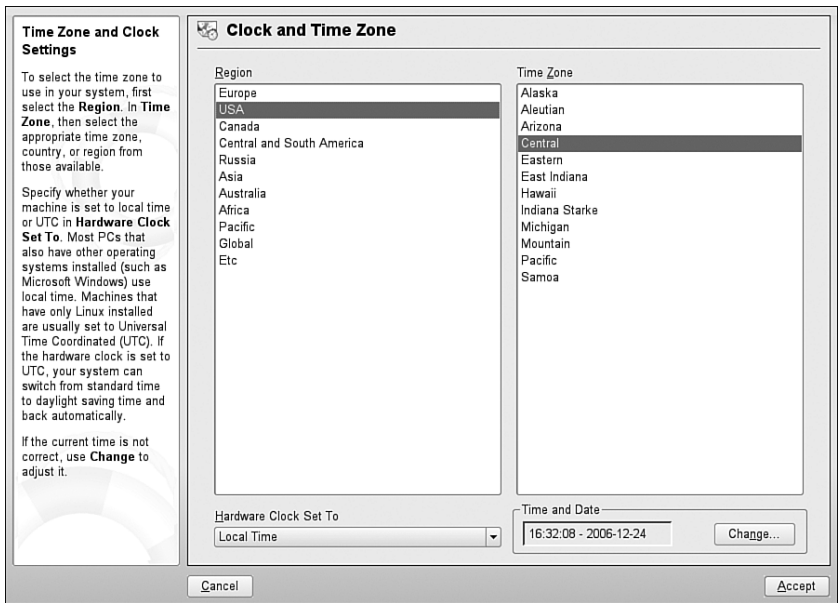 Time Zone and Clock
Settings
To select the time zone to
use in your system, first
select the Region. In Time
Zone, then select the
appropriate time zone,
country, or region from
those available.
Specify whether your
machine is set to local time
or UTC in Hardware Clock
Set To. Most PCs that
also have other operating
systems installed (such as
Microsoft Windows) use
local time. Machines that
have only Linux installed
are usually set to Universal
Time Coordinated (UTC). If
the hardware clock is set to
UTC, your system can
switch from standard time
to daylight saving time and
back automatically.
If the current time is not
correct, use Change to
adjust it.
Clock and Time Zone
Region
Europe
USA
Canada
Central and South America
Russia
Asia
Australia
Africa
Pacific
Global
Etc
Time Zone
Alaska
Aleutian
Arizona
Central
Eastern
East Indiana
Hawaii
Indiana Starke
Michigan
Mountain
Pacific
Samoa
Hardware Clock Set To
Local Time
Time and Date
16:32:08 - 2006-12-24
Change...
Cancel
Accept